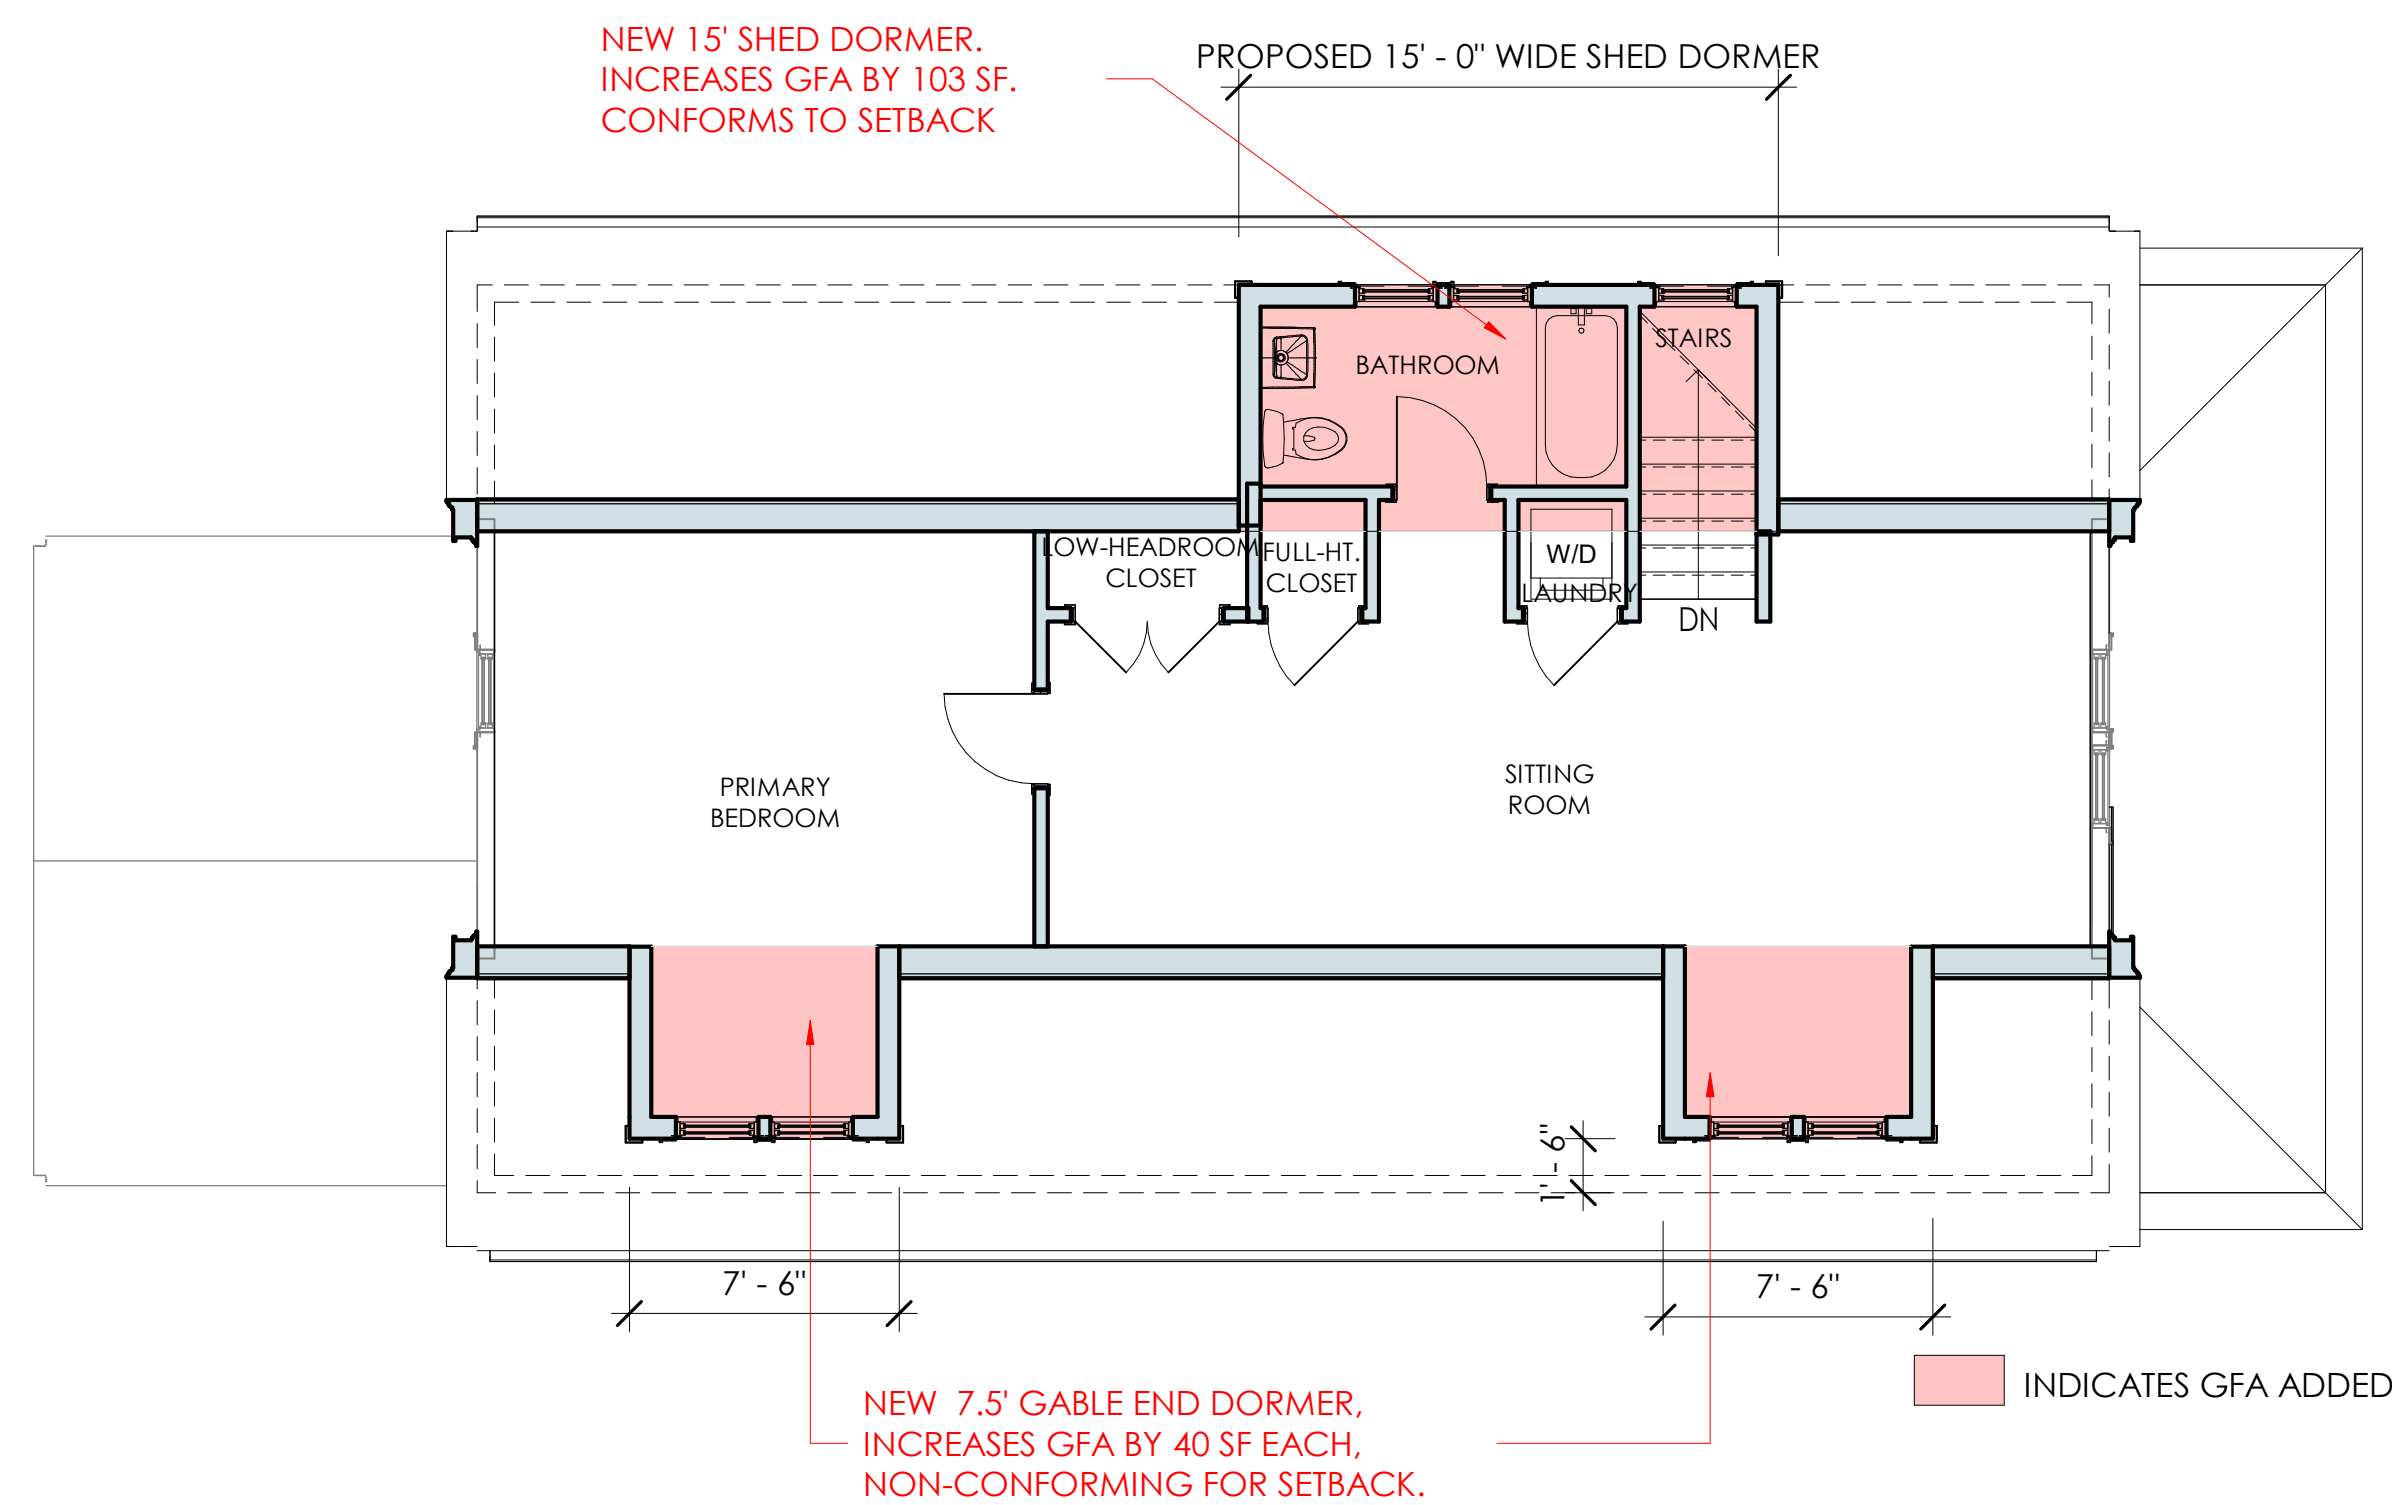 NEW 15' SHED DORMER.
INCREASES GFA BY 103 SF.
CONFORMS TO SETBACK
PROPOSED 15' - 0" WIDE SHED DORMER
STAIRS
BATHROOM
LOW-HEADROOM
CLOSET
FULL-HT.
CLOSET
W/D
LAUNDRY
DN
PRIMARY
BEDROOM
SITTING
ROOM
1' - 6"
7' - 6"
7' - 6"
INDICATES GFA ADDED
NEW 7.5' GABLE END DORMER,
INCREASES GFA BY 40 SF EACH,
NON-CONFORMING FOR SETBACK.